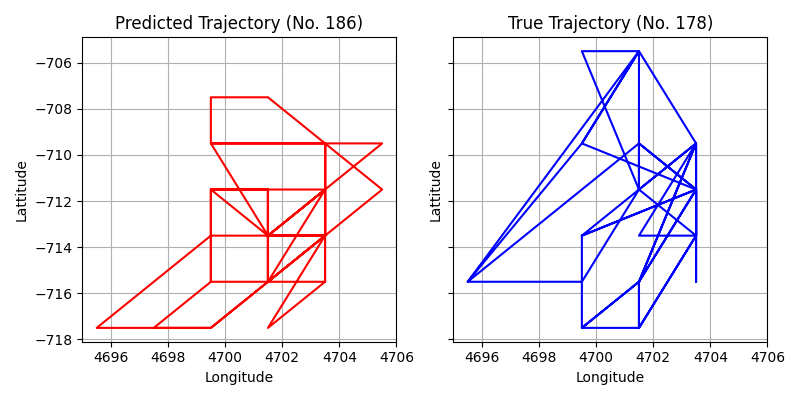 Predicted Trajectory (No. 186)
True Trajectory (No. 178)
Lattitude
−706
−708
−710
−712
−714
−716
−718
4696 4698 4700 4702 4704 4706
Longitude
Lattitude
4696 4698 4700 4702 4704 4706
Longitude